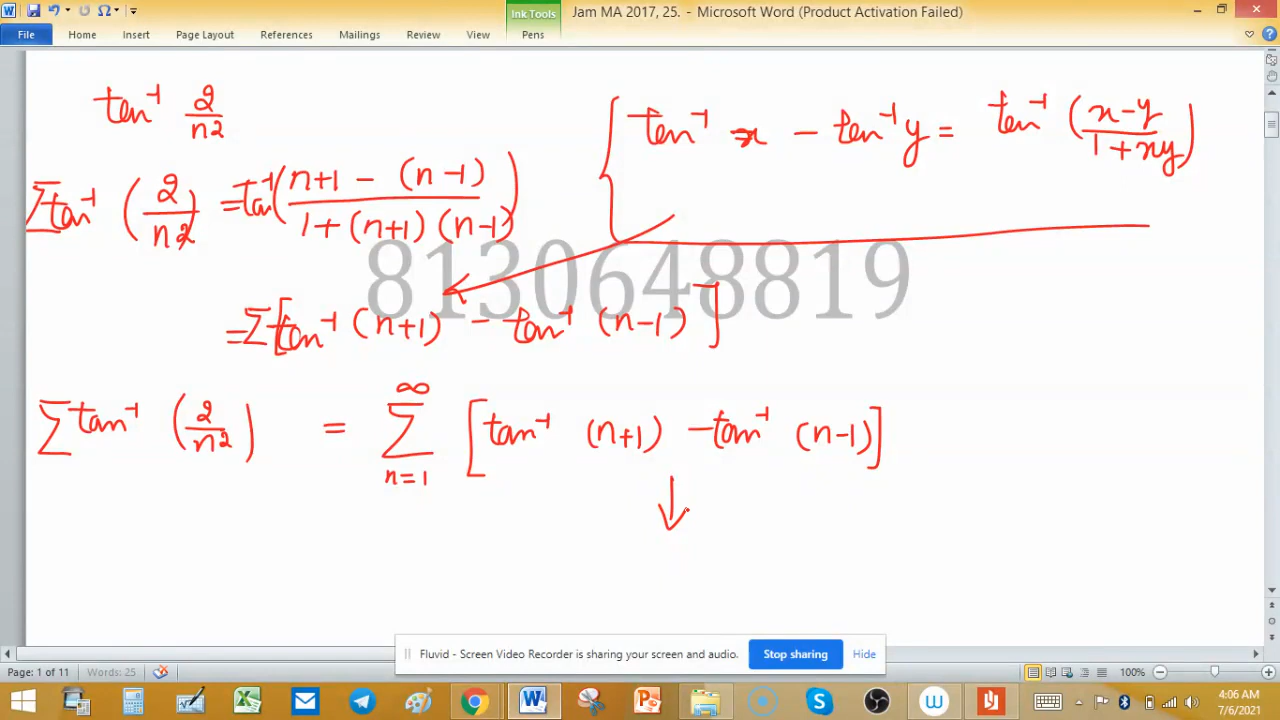 Jam MA 2017, 25. - Microsoft Word (Product Activation Failed)
Ink Tools
File Home Insert Page Layout References Mailings Review View Pens
tan⁻¹ 2/n²
{ tan⁻¹ x - tan⁻¹ y = tan⁻¹ (x-y / 1+xy)
Σtan⁻¹ (2/n²) = tan⁻¹(n+1 - (n-1) / 1+(n+1)(n-1))
8130648819
= Σ[tan⁻¹ (n+1) - tan⁻¹ (n-1)]
Σ tan⁻¹ (2/n²) = ∞ Σ n=1 [tan⁻¹ (n+1) - tan⁻¹ (n-1)]
↓
Fluvid - Screen Video Recorder is sharing your screen and audio. Stop sharing Hide
Page: 1 of 11 Words: 25 100%
4:06 AM
7/6/2021